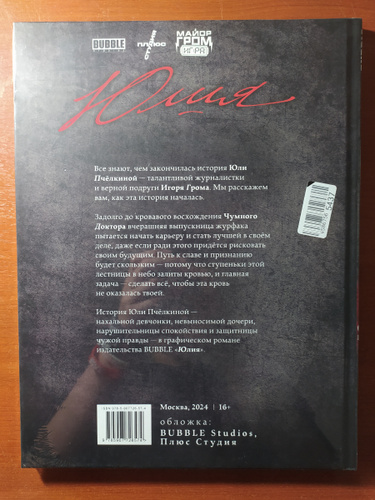 BUBBLE
ПЛЮС
МАЙОР
ГРОМ
ИГРА
Юлия
Все знают, чем закончилась история Юли
Пчёлкиной — талантливой журналистки
и верной подруги Игоря Грома. Мы расскажем
вам, как эта история началась.
Задолго до кровавого восхождения Чумного
Доктора вчерашняя выпускница журфака
пытается начать карьеру и стать лучшей в своём
деле, даже если ради этого придётся рисковать
своим будущим. Путь к славе и признанию
будет скользким — потому что ступеньки этой
лестницы в небо залиты кровью, и главная
задача — сделать всё, чтобы эта кровь
не оказалась твоей.
История Юли Пчёлкиной —
нахальной девчонки, невыносимой дочери,
нарушительницы спокойствия и защитницы
чужой правды — в графическом романе
издательства BUBBLE «Юлия».
Москва, 2024 | 16+
обложка:
BUBBLE Studios,
Плюс Студия